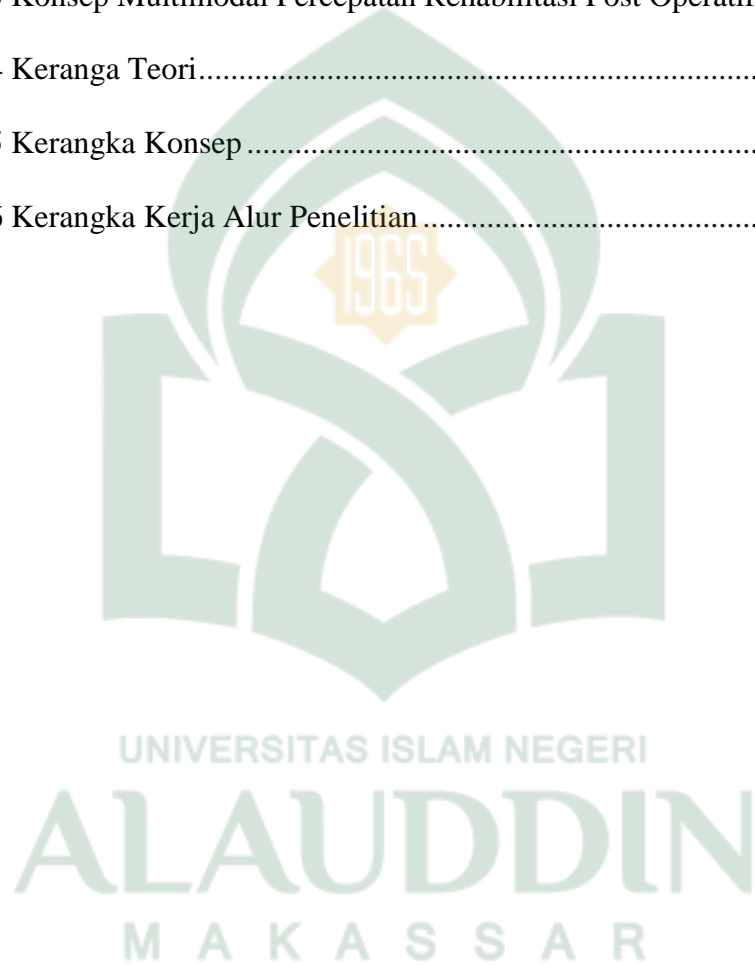 Konsep Multimodal Percepatan Rehabilitasi Post Operatif
Keranga Teori..........................................................................
Kerangka Konsep....................................................................
Kerangka Kerja Alur Penelitian............................................
1965
UNIVERSITAS ISLAM NEGERI
ALAUDDIN
MAKASSAR